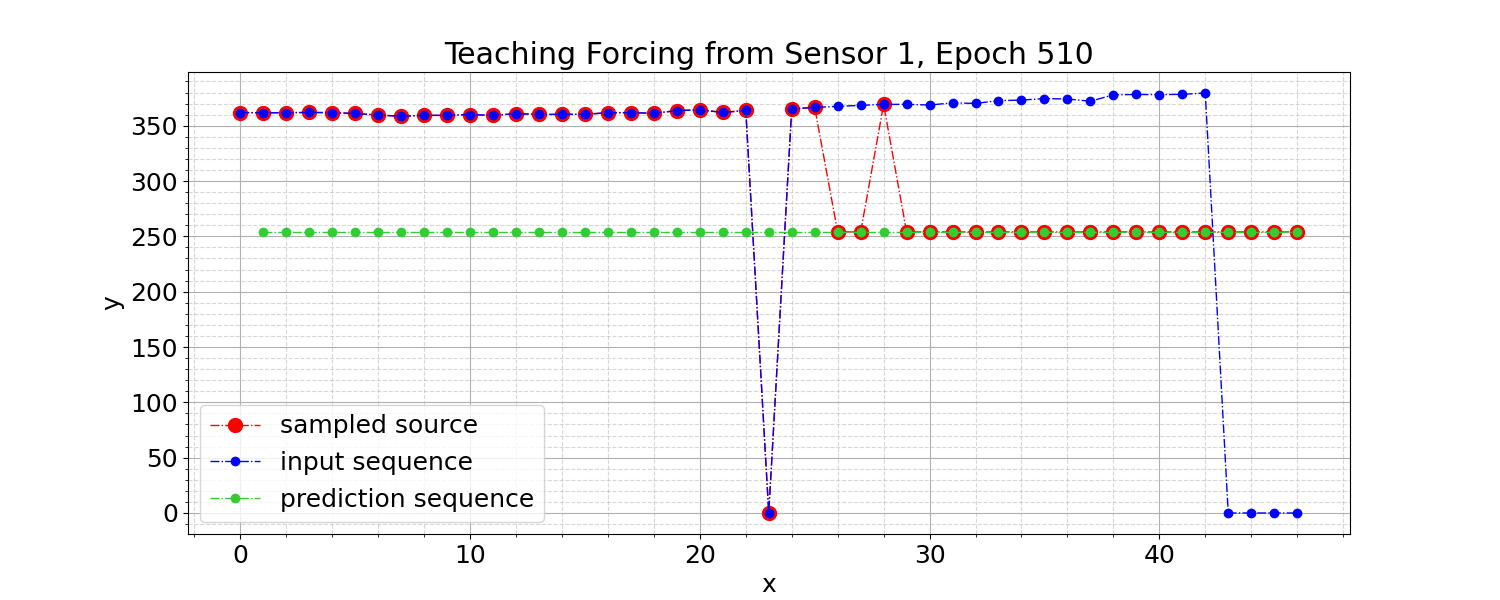 Teaching Forcing from Sensor 1, Epoch 510
350
300
250
200
150
100
50
0
y
sampled source
input sequence
prediction sequence
0 10 20 30 40
x